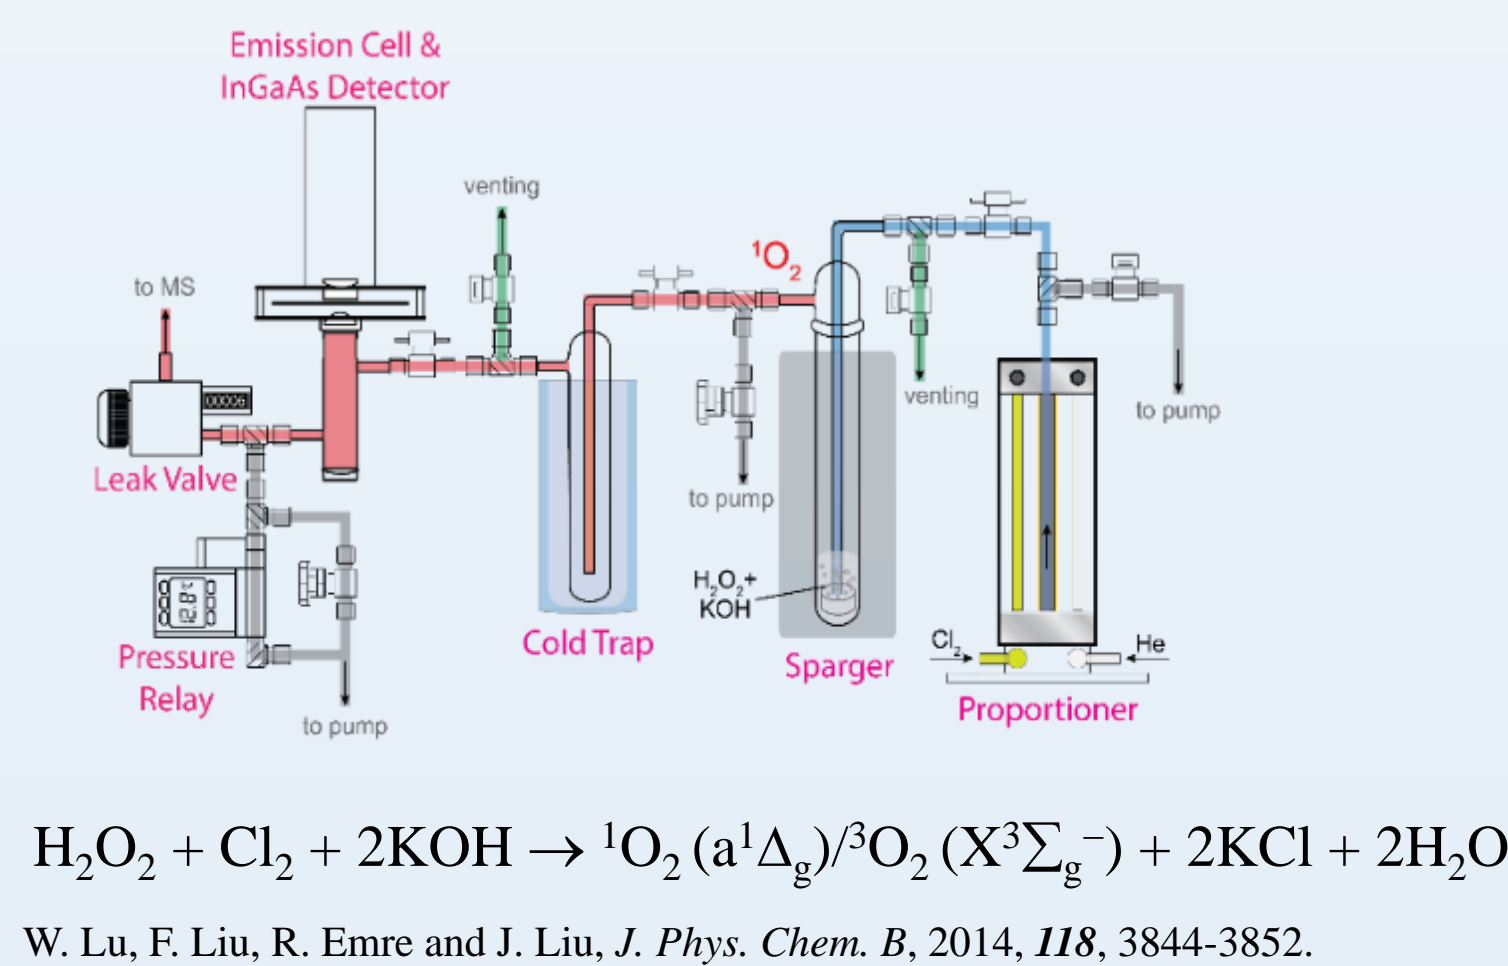 Emission Cell &
InGaAs Detector
venting
to MS
¹O₂
00006
Leak Valve
venting
to pump
to pump
H₂O₂+
KOH
Cold Trap
Cl₂
He
Pressure
Relay
Sparger
Proportioner
to pump
H₂O₂ + Cl₂ + 2KOH → ¹O₂ (a¹Δg)/³O₂ (X³Σg⁻) + 2KCl + 2H₂O
W. Lu, F. Liu, R. Emre and J. Liu, J. Phys. Chem. B, 2014, 118, 3844-3852.